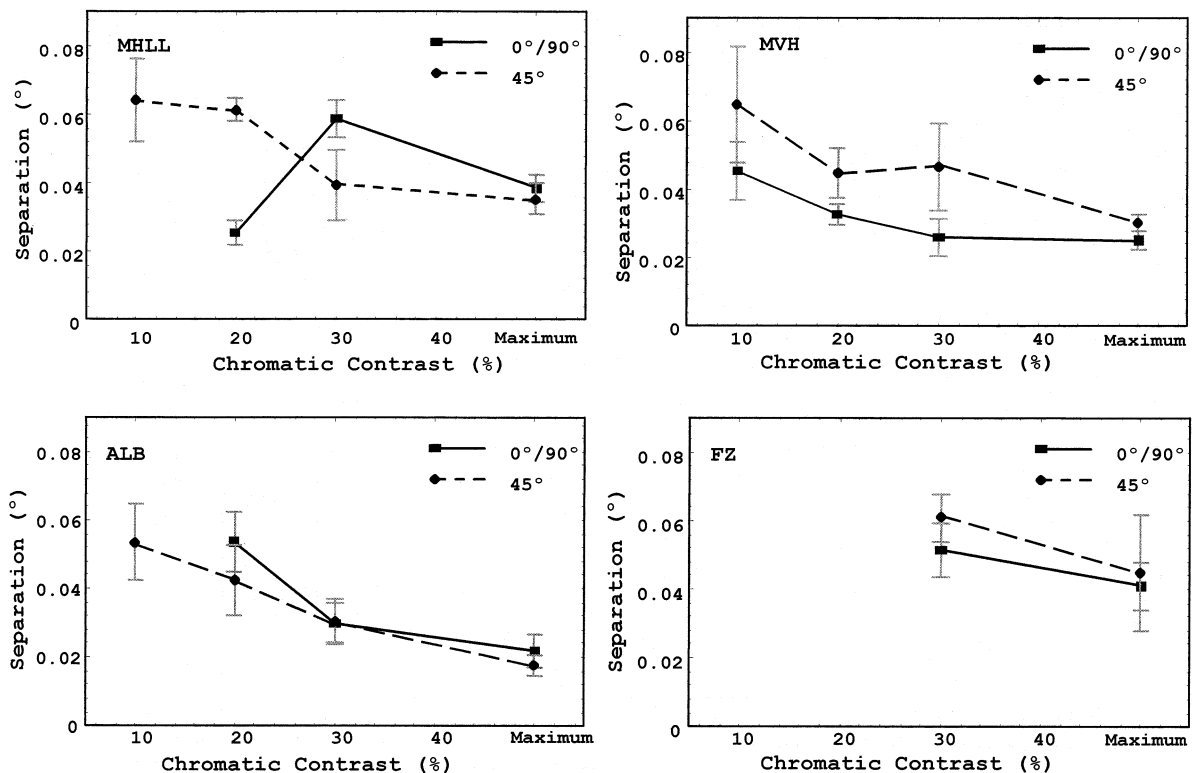 MHLL
0°/90°
45°
0.08
0.06
0.04
0.02
0
Separation (°)
10 20 30 40 Maximum
Chromatic Contrast (%)
MVH
0°/90°
45°
0.08
0.06
0.04
0.02
0
Separation (°)
10 20 30 40 Maximum
Chromatic Contrast (%)
ALB
0°/90°
45°
0.08
0.06
0.04
0.02
0
Separation (°)
10 20 30 40 Maximum
Chromatic Contrast (%)
FZ
0°/90°
45°
0.08
0.06
0.04
0.02
0
Separation (°)
10 20 30 40 Maximum
Chromatic Contrast (%)